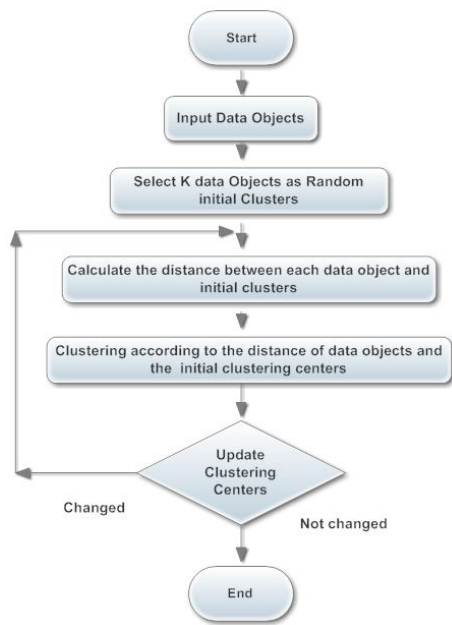 Start
Input Data Objects
Select K data Objects as Random
initial Clusters
Calculate the distance between each data object and
initial clusters
Clustering according to the distance of data objects and
the initial clustering centers
Update
Clustering
Centers
Changed
Not changed
End